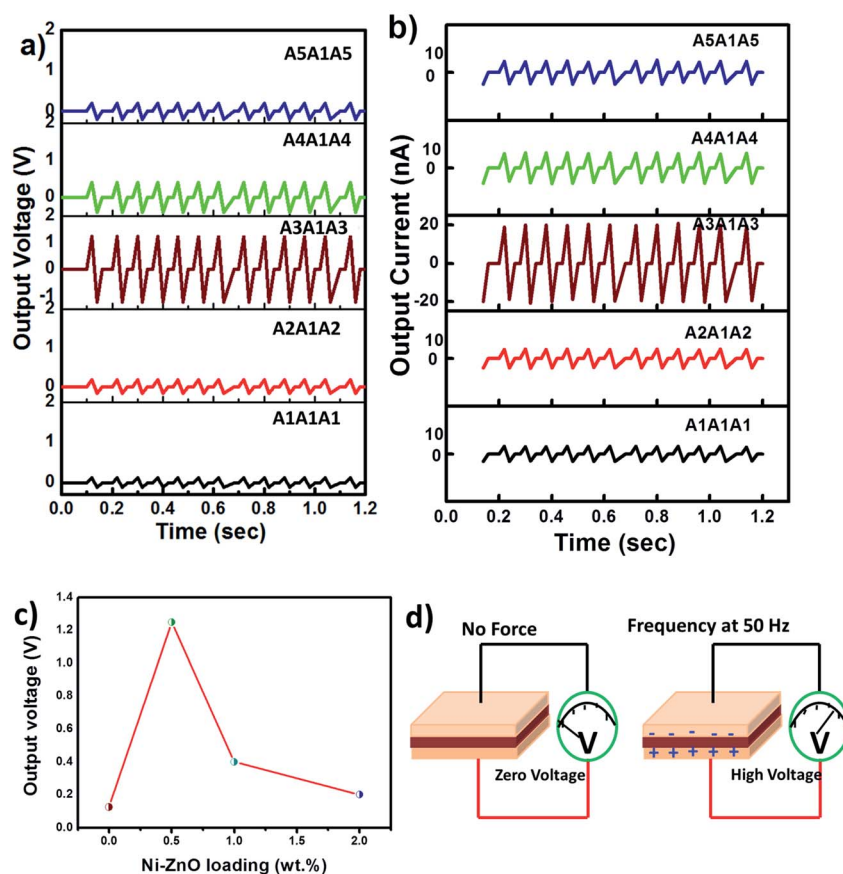 a)
Output Voltage (V)
2
1
0
A5A1A5
2
1
0
A4A1A4
2
1
0
-1
A3A1A3
2
1
0
A2A1A2
2
1
0
A1A1A1
0.0 0.2 0.4 0.6 0.8 1.0 1.2
Time (sec)
b)
Output Current (nA)
10
0
A5A1A5
10
0
A4A1A4
20
0
-20
A3A1A3
10
0
A2A1A2
10
0
A1A1A1
0.0 0.2 0.4 0.6 0.8 1.0 1.2
Time (sec)
c)
Output voltage (V)
1.4
1.2
1.0
0.8
0.6
0.4
0.2
0.0
0.0 0.5 1.0 1.5 2.0
Ni-ZnO loading (wt.%)
d)
No Force
V
Zero Voltage
Frequency at 50 Hz
- - - - -
+ + + + +
V
High Voltage